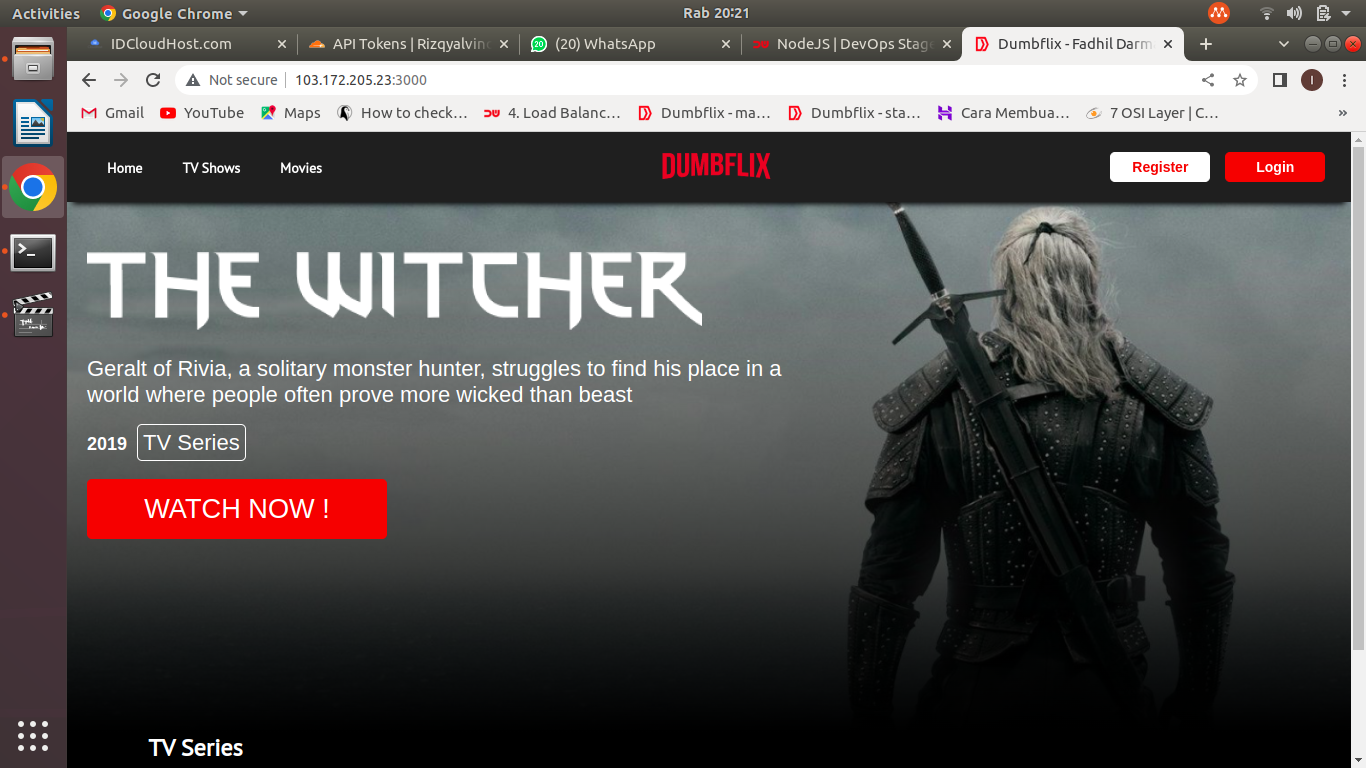 Activities Google Chrome Rab 20:21
IDCloudHost.com API Tokens | Rizqyalvind (20) WhatsApp NodeJS | DevOps Stage Dumbflix - Fadhil Darm
Not secure 103.172.205.23:3000 I
Gmail YouTube Maps How to check… 4. Load Balanc… Dumbflix - ma… Dumbflix - sta… Cara Membua… 7 OSI Layer | C… »
Home TV Shows Movies DUMBFLIX Register Login
THE WITCHER
Geralt of Rivia, a solitary monster hunter, struggles to find his place in a
world where people often prove more wicked than beast
2019 TV Series
WATCH NOW !
TV Series